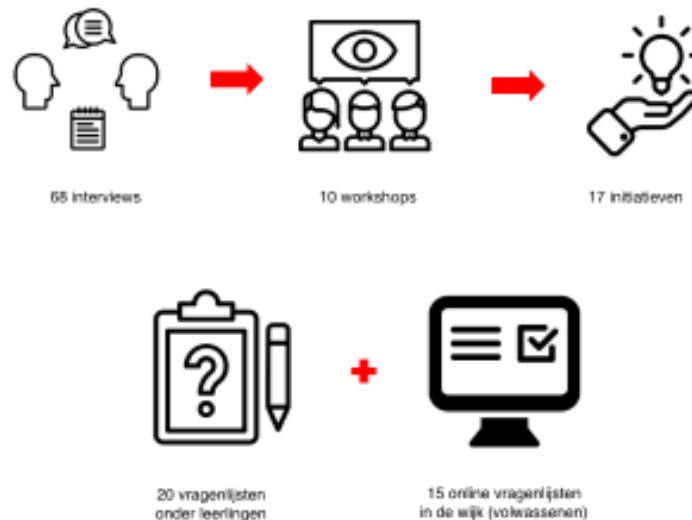 68 interviews
10 workshops
17 initiatieven
20 vragenlijsten
onder leerlingen
15 online vragenlijsten
in de wijk (volwassenen)